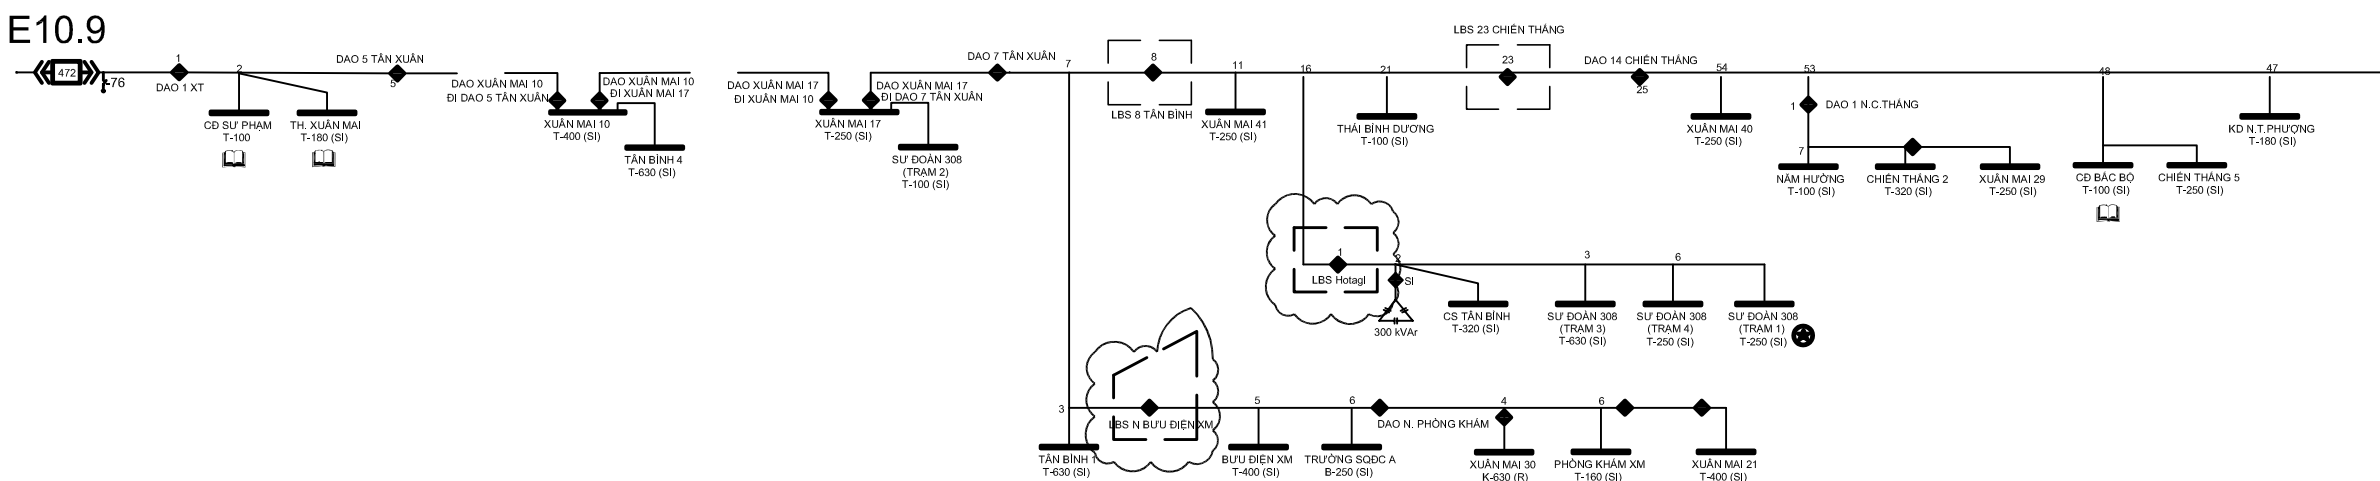 E10.9
472
-76
1
DAO 1 XT
2
CĐ SƯ PHẠM
T-100
TH. XUÂN MAI
T-180 (SI)
DAO 5 TÂN XUÂN
5
DAO XUÂN MAI 10
ĐI DAO 5 TÂN XUÂN
DAO XUÂN MAI 10
ĐI XUÂN MAI 17
XUÂN MAI 10
T-400 (SI)
TÂN BÌNH 4
T-630 (SI)
DAO XUÂN MAI 17
ĐI XUÂN MAI 10
DAO XUÂN MAI 17
ĐI DAO 7 TÂN XUÂN
XUÂN MAI 17
T-250 (SI)
SƯ ĐOÀN 308
(TRẠM 2)
T-100 (SI)
DAO 7 TÂN XUÂN
7
8
LBS 8 TÂN BÌNH
11
XUÂN MAI 41
T-250 (SI)
16
21
THÁI BÌNH DƯƠNG
T-100 (SI)
LBS 23 CHIẾN THẮNG
23
DAO 14 CHIẾN THẮNG
25
54
XUÂN MAI 40
T-250 (SI)
53
1
DAO 1 N.C.THẮNG
7
NĂM HƯỜNG
T-100 (SI)
CHIẾN THẮNG 2
T-320 (SI)
XUÂN MAI 29
T-250 (SI)
48
CĐ BẮC BỘ
T-100 (SI)
CHIẾN THẮNG 5
T-250 (SI)
47
KD N.T.PHƯỢNG
T-180 (SI)
1
LBS Hotagl
2
SI
300 kVAr
CS TÂN BÌNH
T-320 (SI)
3
SƯ ĐOÀN 308
(TRẠM 3)
T-630 (SI)
6
SƯ ĐOÀN 308
(TRẠM 4)
T-250 (SI)
SƯ ĐOÀN 308
(TRẠM 1)
T-250 (SI)
3
TÂN BÌNH 1
T-630 (SI)
LBS N BƯU ĐIỆN XM
5
BƯU ĐIỆN XM
T-400 (SI)
6
TRƯỜNG SQĐC A
B-250 (SI)
DAO N. PHÒNG KHÁM
4
XUÂN MAI 30
K-630 (R)
6
PHÒNG KHÁM XM
T-160 (SI)
XUÂN MAI 21
T-400 (SI)